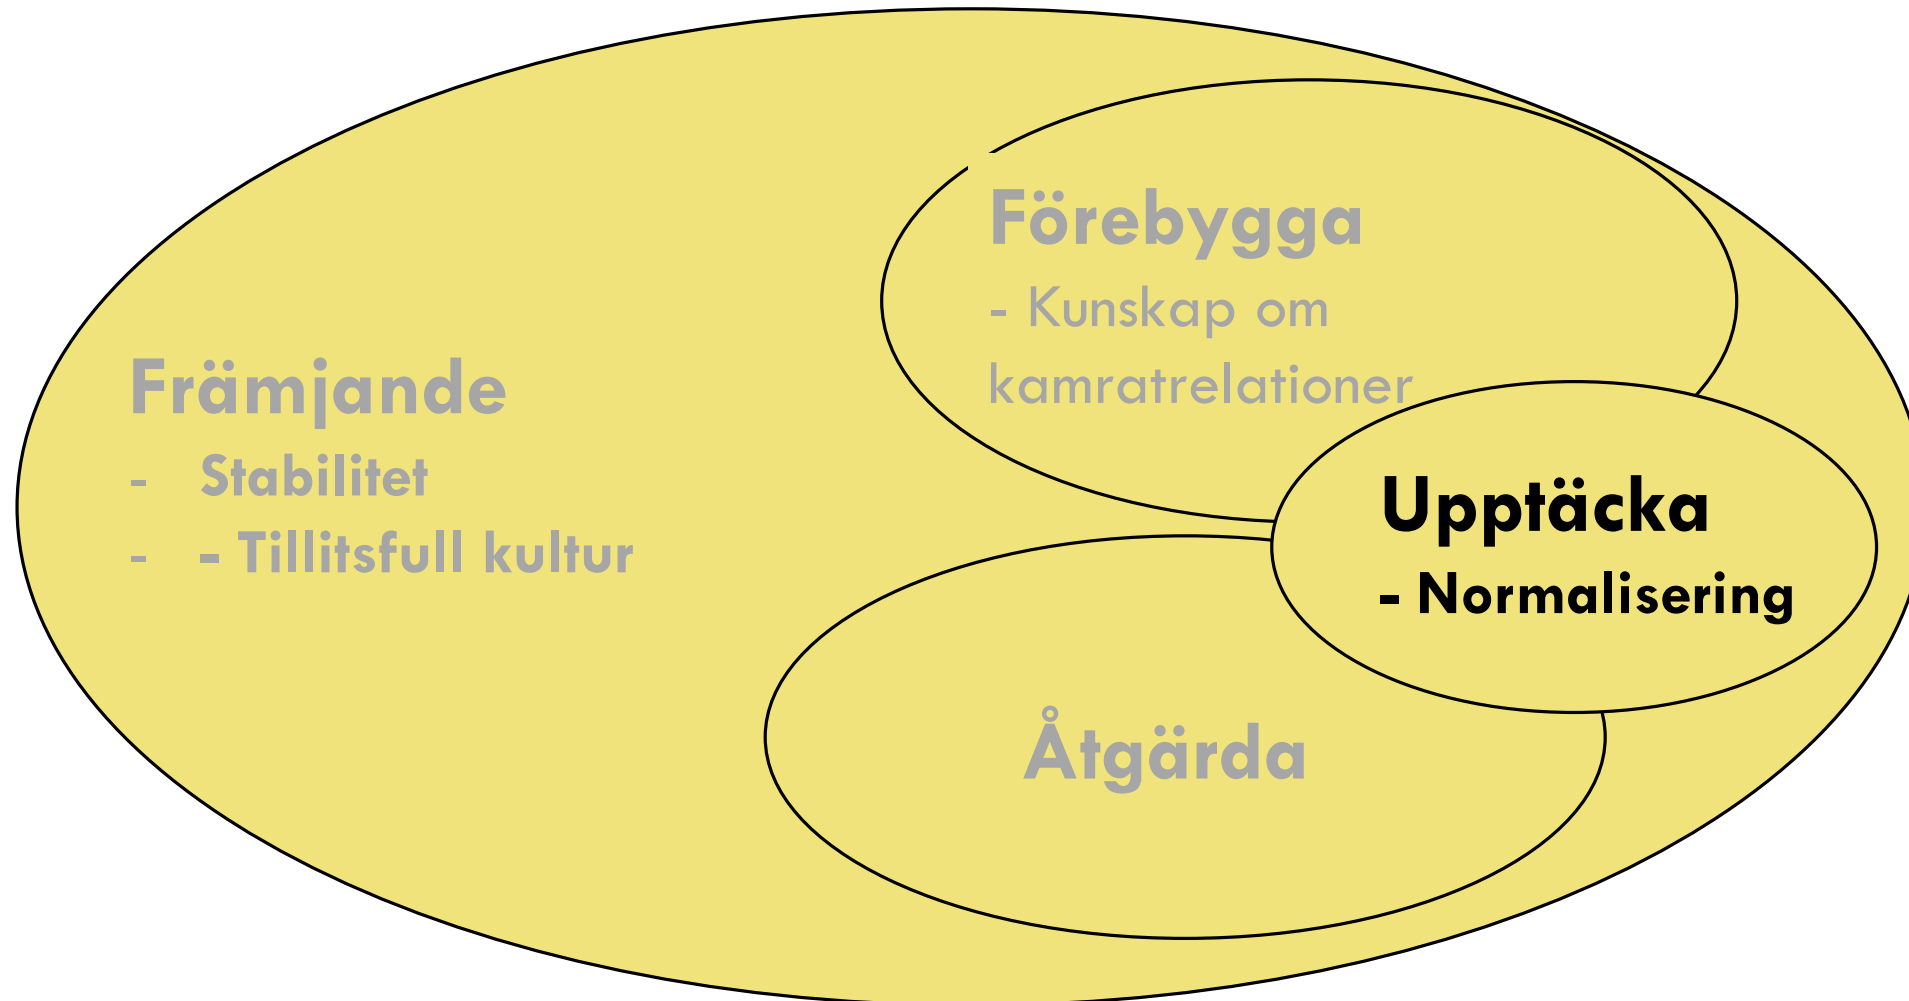 Främjande
- Stabilitet
- - Tillitsfull kultur
Förebygga
- Kunskap om
kamratrelationer
Upptäcka
- Normalisering
Åtgärda